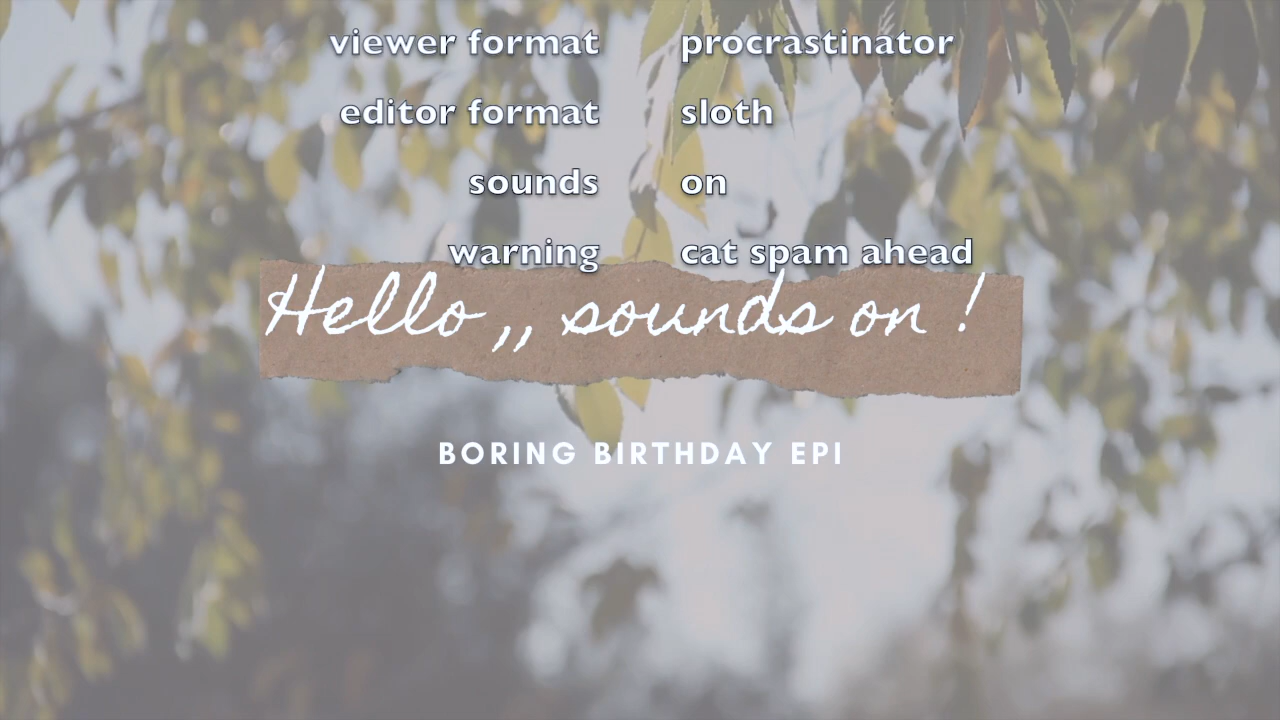 viewer format procrastinator
editor format sloth
sounds on
warning cat spam ahead
Hello ,, sounds on !
BORING BIRTHDAY EPI